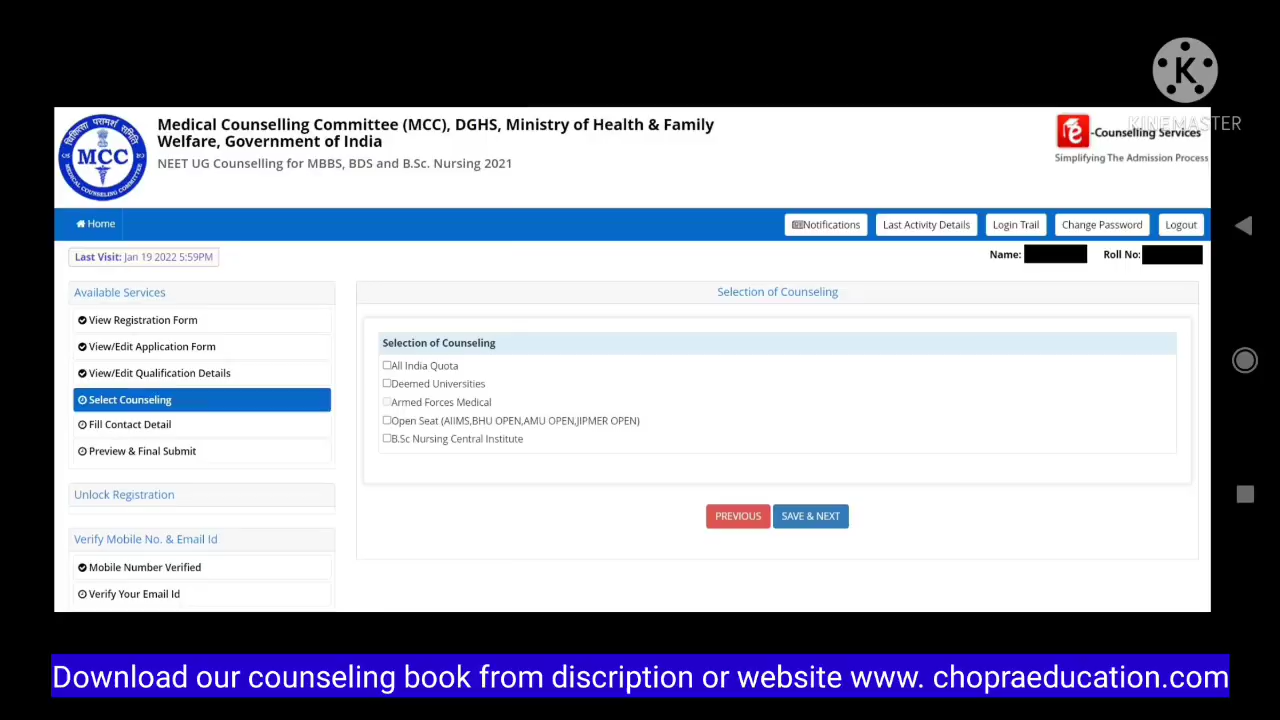 K
KINEMASTER
Medical Counselling Committee (MCC), DGHS, Ministry of Health & Family
Welfare, Government of India
NEET UG Counselling for MBBS, BDS and B.Sc. Nursing 2021
चिकित्सा परामर्श समिति
MCC
MEDICAL COUNSELING COMMITTEE
e-Counselling Services
Simplifying The Admission Process
Home
Notifications
Last Activity Details
Login Trail
Change Password
Logout
Last Visit: Jan 19 2022 5:59PM
Name:
Roll No:
Available Services
View Registration Form
View/Edit Application Form
View/Edit Qualification Details
Select Counseling
Fill Contact Detail
Preview & Final Submit
Unlock Registration
Verify Mobile No. & Email Id
Mobile Number Verified
Verify Your Email Id
Selection of Counseling
Selection of Counseling
All India Quota
Deemed Universities
Armed Forces Medical
Open Seat (AIIMS,BHU OPEN,AMU OPEN,JIPMER OPEN)
B.Sc Nursing Central Institute
PREVIOUS
SAVE & NEXT
Download our counseling book from discription or website www. chopraeducation.com